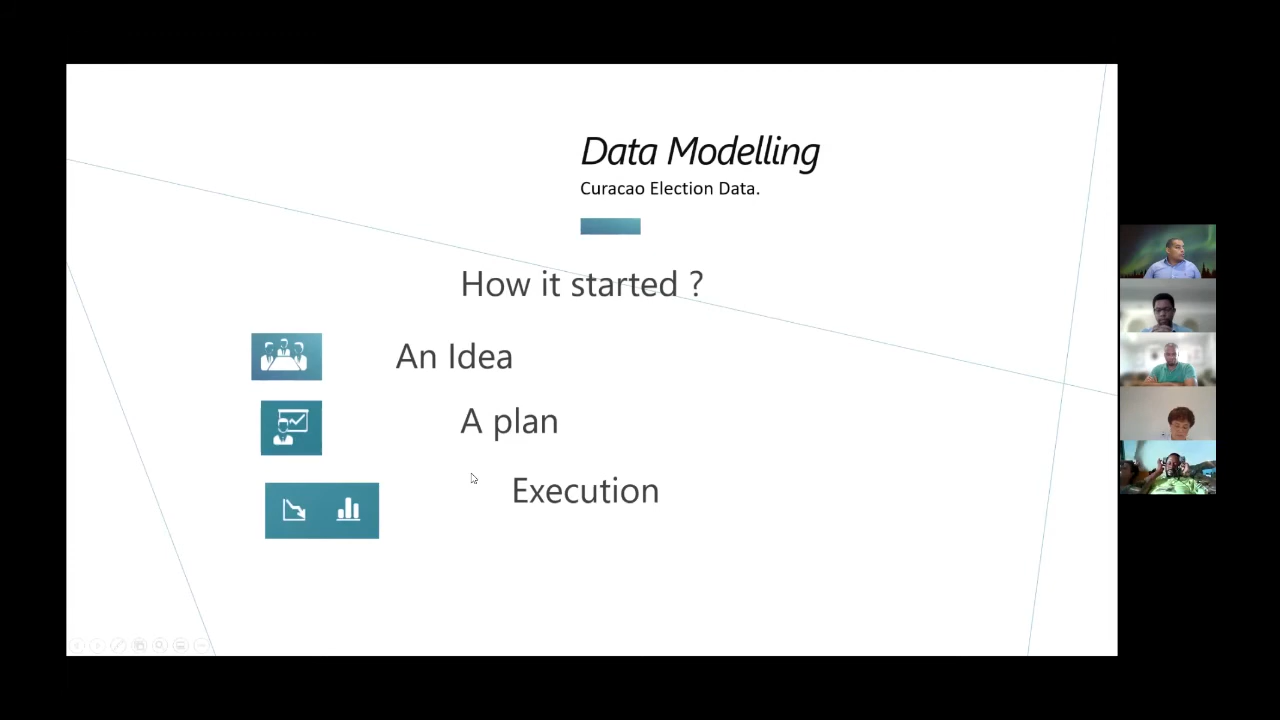 Data Modelling
Curacao Election Data.
How it started ?
An Idea
A plan
Execution